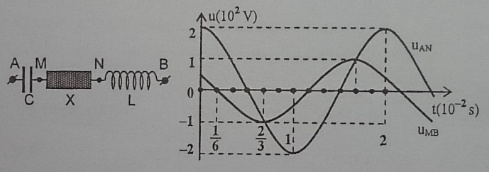 u(10² V)
2
u_AN
1
0
t(10⁻² s)
-1
1/6
2/3
1
2
u_MB
-2
A M N B
C X L